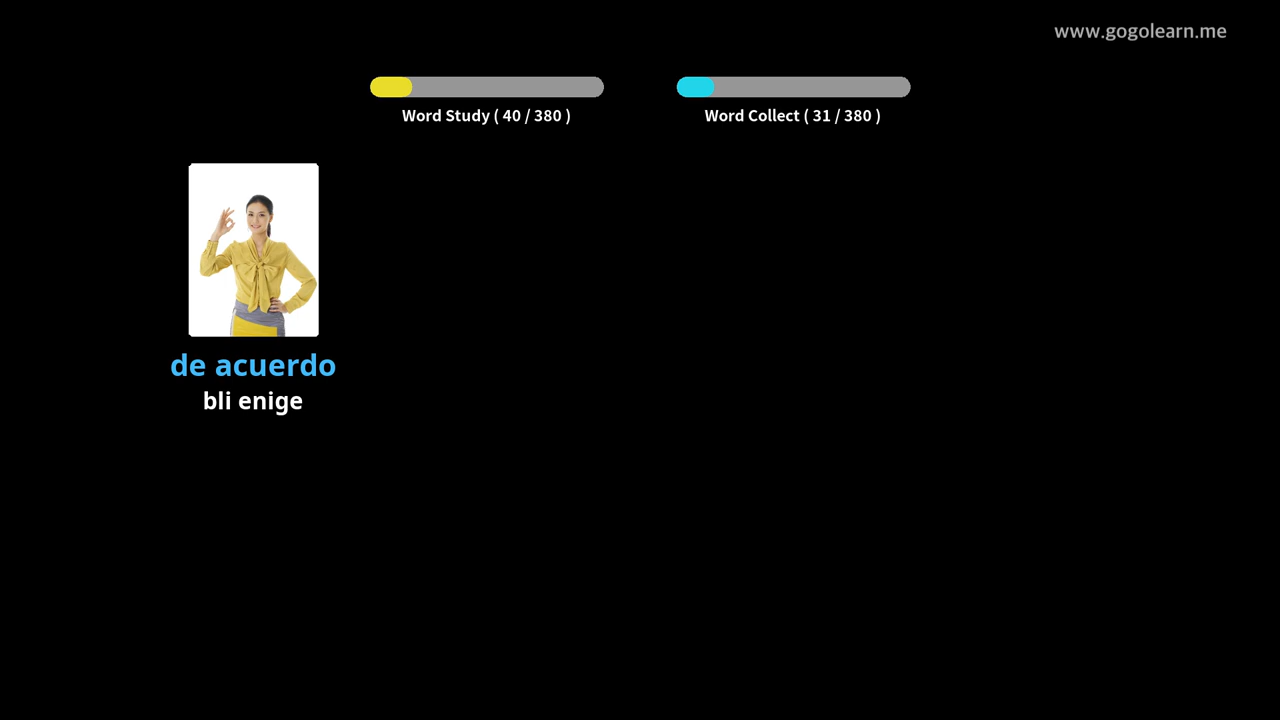 www.gogolearn.me
Word Study ( 40 / 380 )
Word Collect ( 31 / 380 )
de acuerdo
bli enige